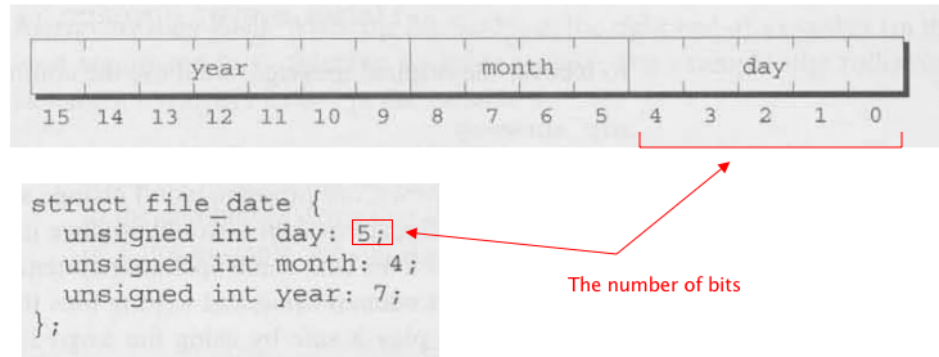 year month day
15 14 13 12 11 10 9 8 7 6 5 4 3 2 1 0
struct file_date {
unsigned int day: 5;
unsigned int month: 4;
unsigned int year: 7;
};
The number of bits